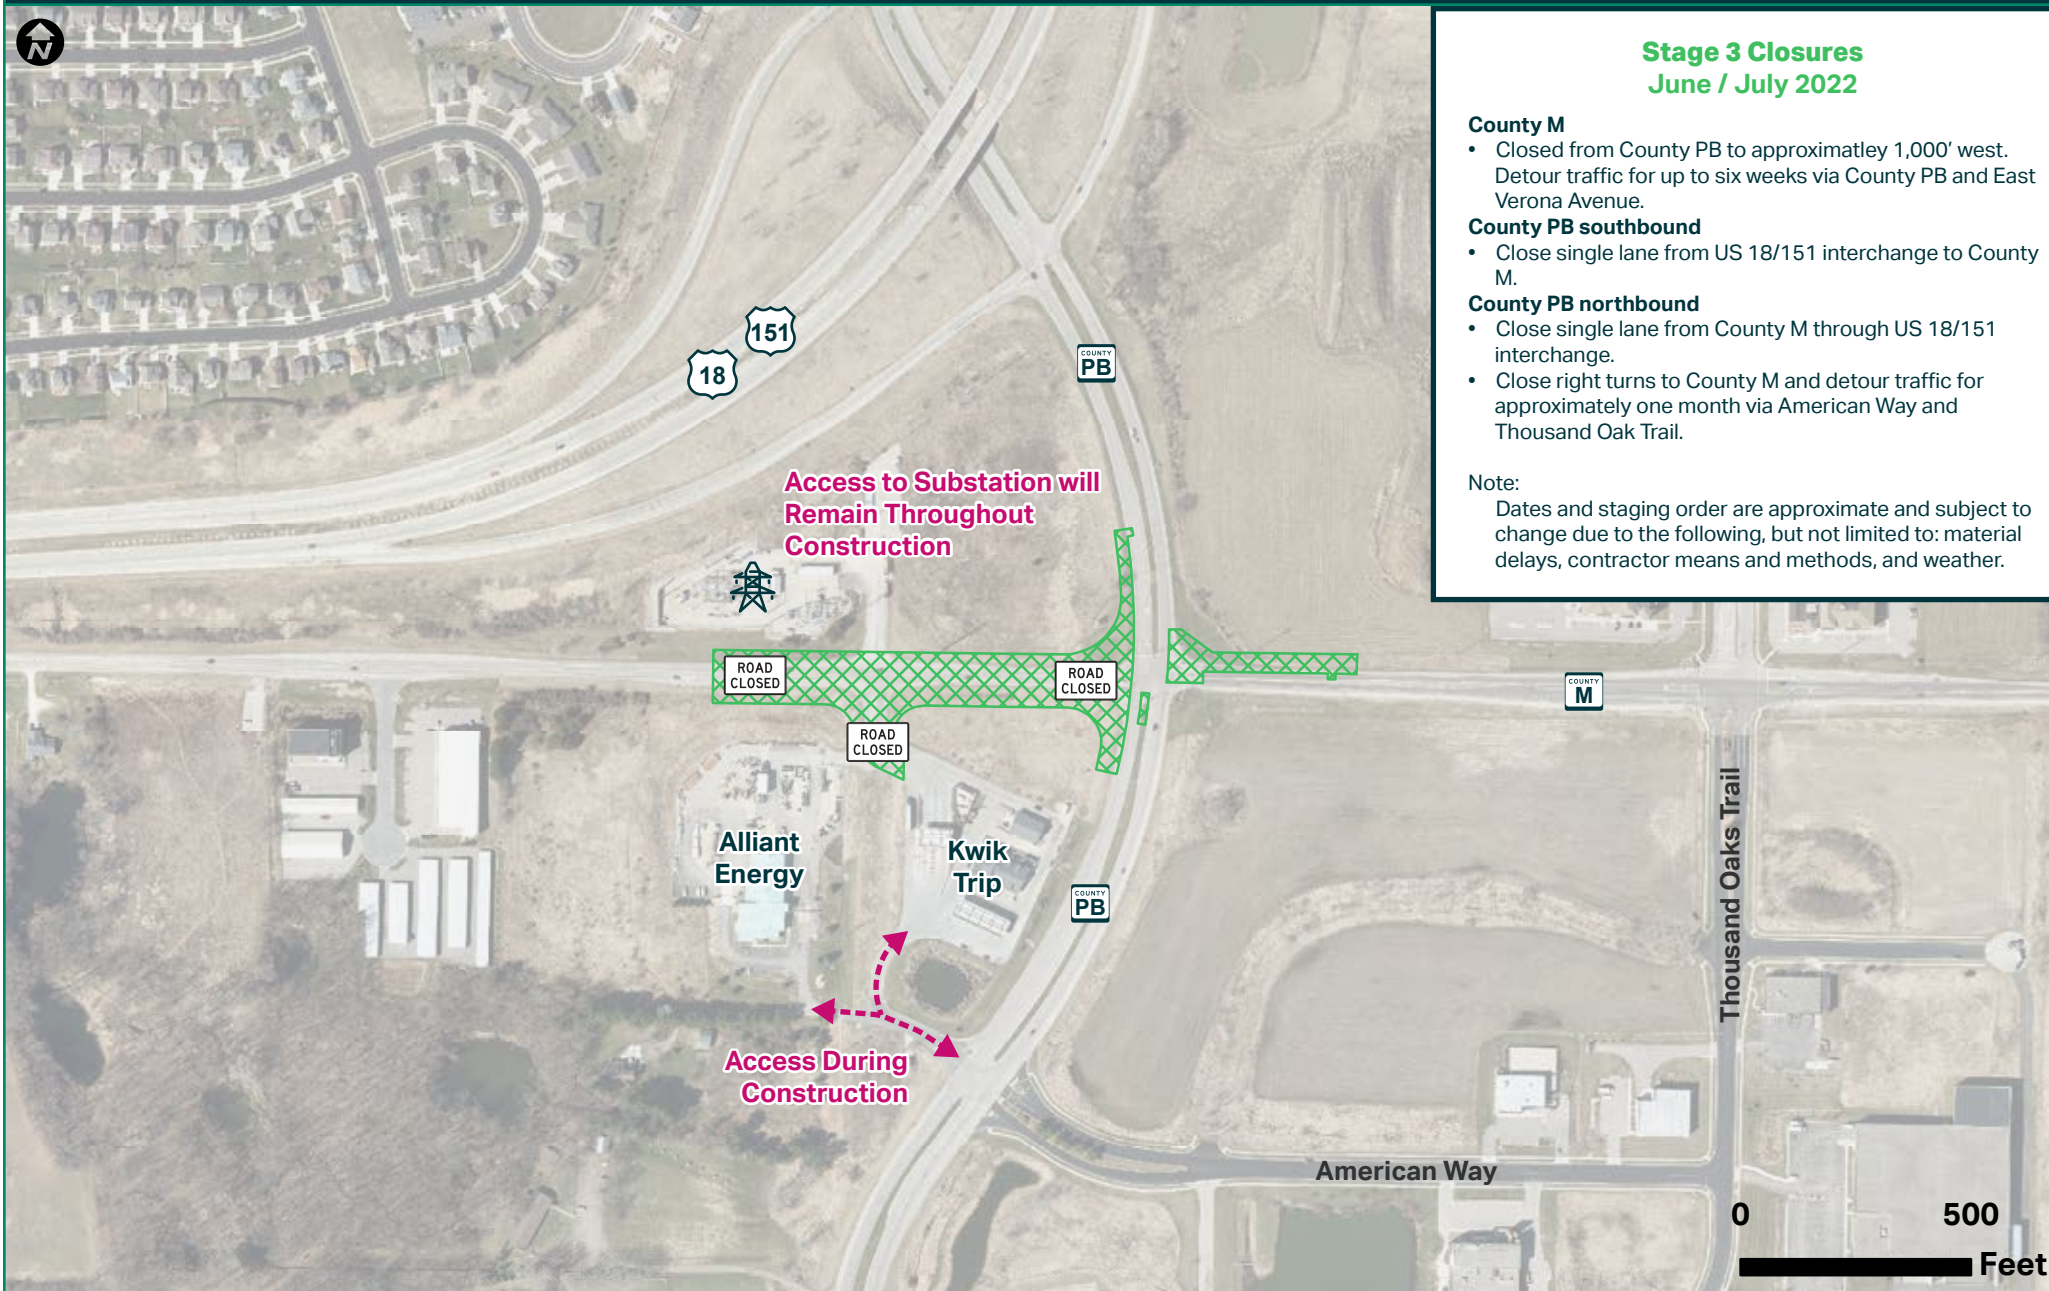 N
Stage 3 Closures
June / July 2022
County M
• Closed from County PB to approximatley 1,000' west.
Detour traffic for up to six weeks via County PB and East
Verona Avenue.
County PB southbound
• Close single lane from US 18/151 interchange to County
M.
County PB northbound
• Close single lane from County M through US 18/151
interchange.
• Close right turns to County M and detour traffic for
approximately one month via American Way and
Thousand Oak Trail.
Note:
Dates and staging order are approximate and subject to
change due to the following, but not limited to: material
delays, contractor means and methods, and weather.
151
18
COUNTY
PB
Access to Substation will
Remain Throughout
Construction
ROAD
CLOSED
ROAD
CLOSED
ROAD
CLOSED
COUNTY
M
Alliant
Energy
Kwik
Trip
COUNTY
PB
Thousand Oaks Trail
Access During
Construction
American Way
0 500
Feet